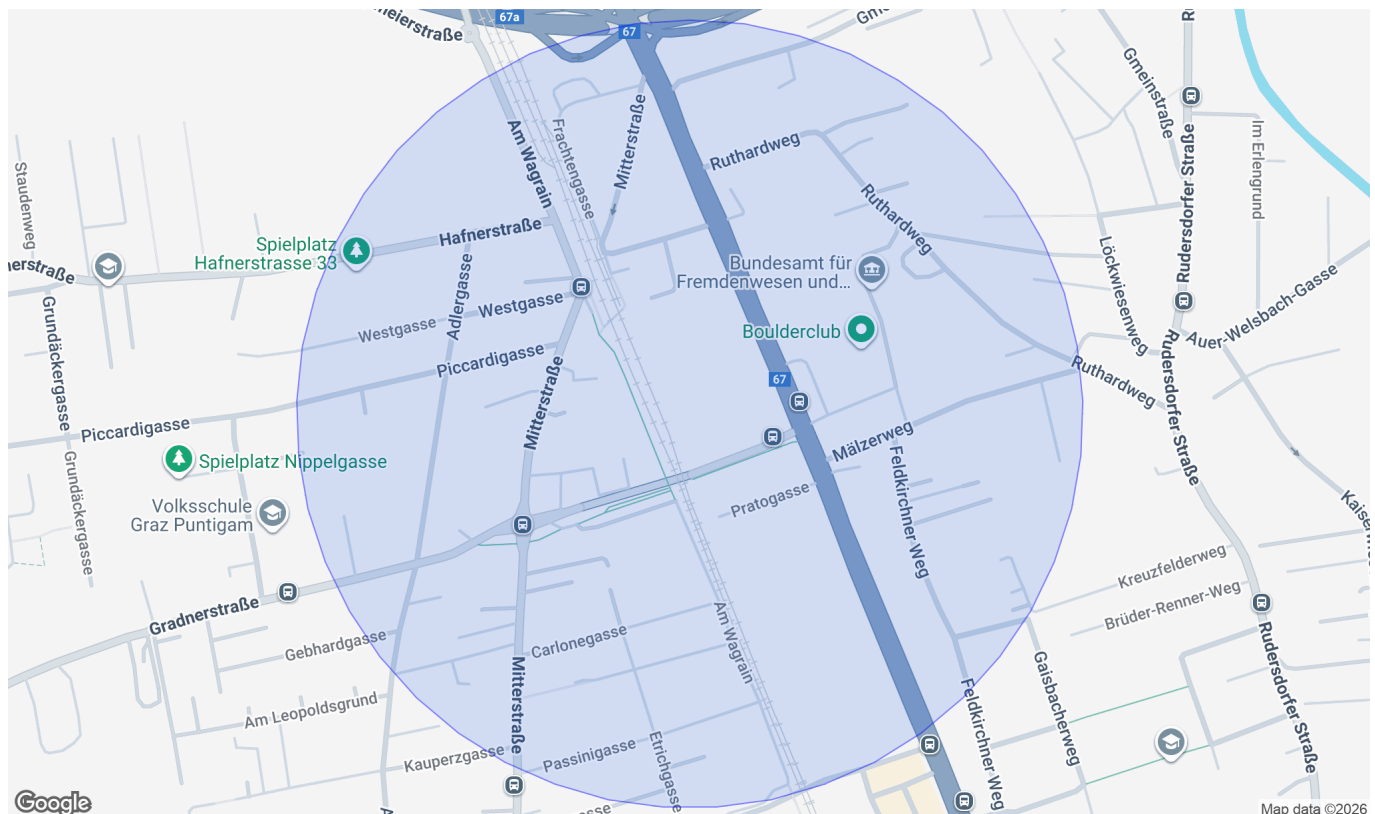 67a
67
Gmeinstraße
Rudersdorfer Straße
Im Erlengrund
Staudenweg
Am Wagrain
Frachtengasse
Mitterstraße
Ruthardweg
Ruthardweg
Hafnerstraße
Spielplatz
Hafnerstrasse 33
Bundesamt für
Fremdenwesen und...
Boulderclub
Löckwiesenweg
Auer-Welsbach-Gasse
Grundäckergasse
Adlergasse
Westgasse
Westgasse
Piccardigasse
67
Ruthardweg
Rudersdorfer Straße
Piccardigasse
Mitterstraße
Mälzerweg
Spielplatz Nippelgasse
Grundäckergasse
Volksschule
Graz Puntigam
Pratogasse
Feldkirchner Weg
Kreuzfelderweg
Brüder-Renner-Weg
Gradnerstraße
Gebhardgasse
Carlonegasse
Am Wagrain
Rudersdorfer Straße
Mitterstraße
Gaisbacherweg
Feldkirchner Weg
Am Leopoldsgrund
Kauperzgasse
Passinigasse
Etrichgasse
Google
Map data ©2026